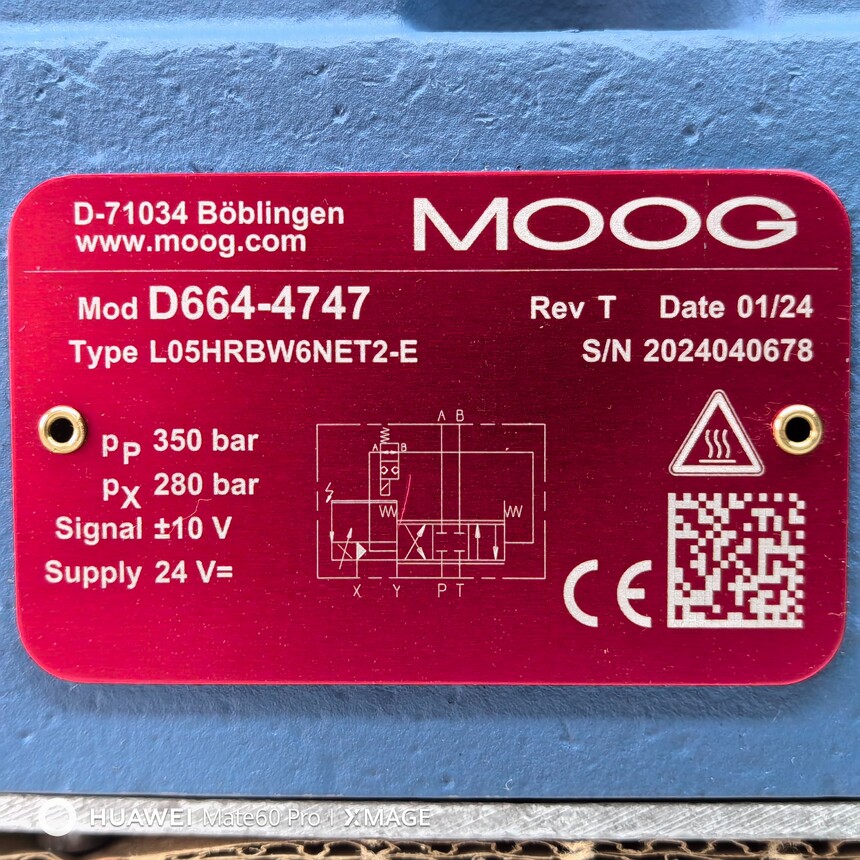 D-71034 Böblingen
www.moog.com
MOOG
Mod D664-4747
Rev T Date 01/24
Type L05HRBW6NET2-E
S/N 2024040678
pP 350 bar
pX 280 bar
Signal ±10 V
Supply 24 V=
A B
A B
X Y P T
CE
HUAWEI Mate60 Pro | XMAGE